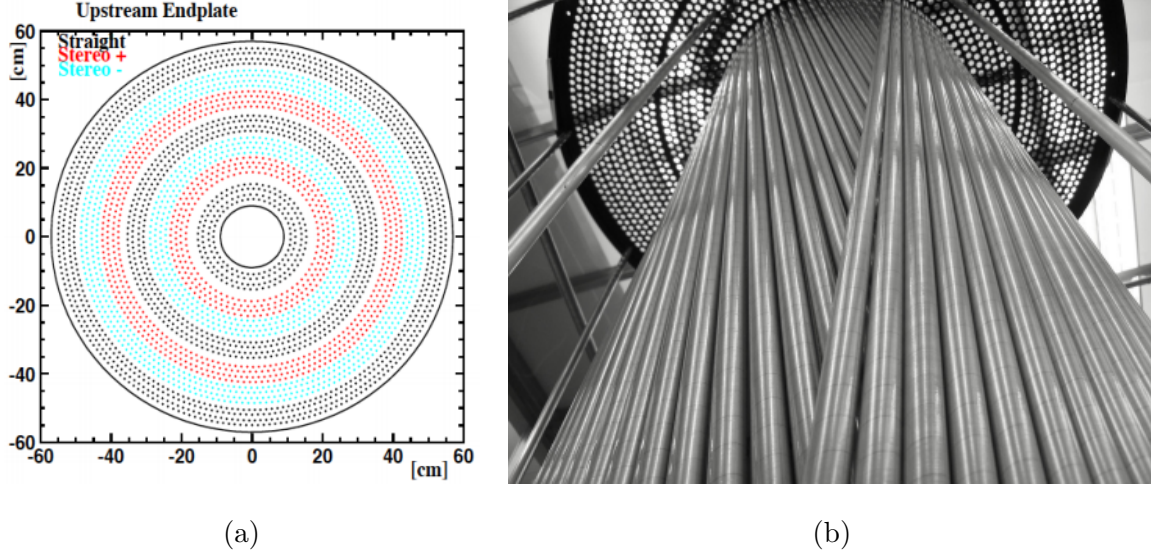 Upstream Endplate
[cm]
60
40
20
0
-20
-40
-60
Straight
Stereo +
Stereo -
-60 -40 -20 0 20 40 60
[cm]
(a)
(b)